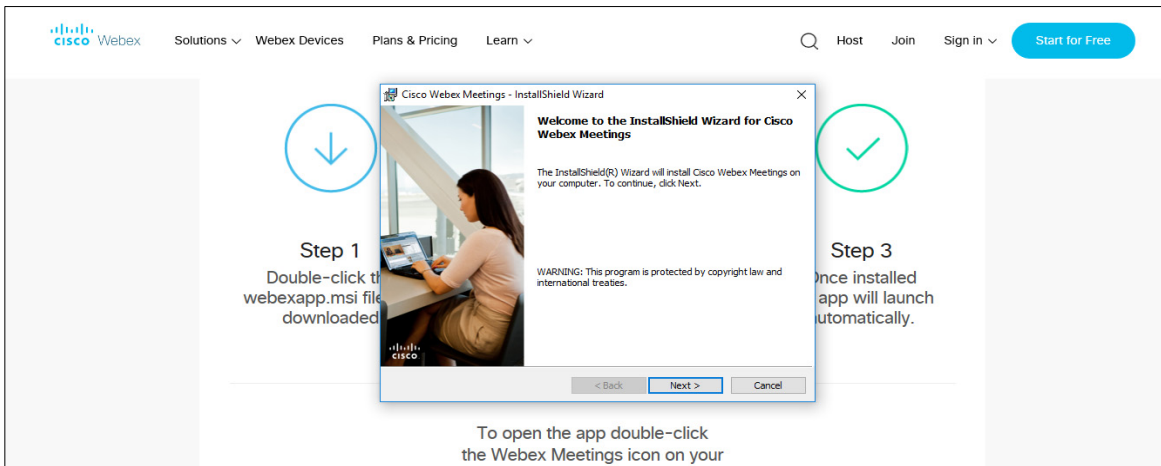 CISCO Webex
Solutions Webex Devices Plans & Pricing Learn Host Join Sign in Start for Free
Cisco Webex Meetings - InstallShield Wizard
Welcome to the InstallShield Wizard for Cisco
Webex Meetings
The InstallShield(R) Wizard will install Cisco Webex Meetings on
your computer. To continue, click Next.
WARNING: This program is protected by copyright law and
international treaties.
CISCO
< Back Next > Cancel
Step 1
Double-click
webexapp.msi
downloaded
Step 3
installed
app will launch
To open the app double-click
the Webex Meetings icon on your